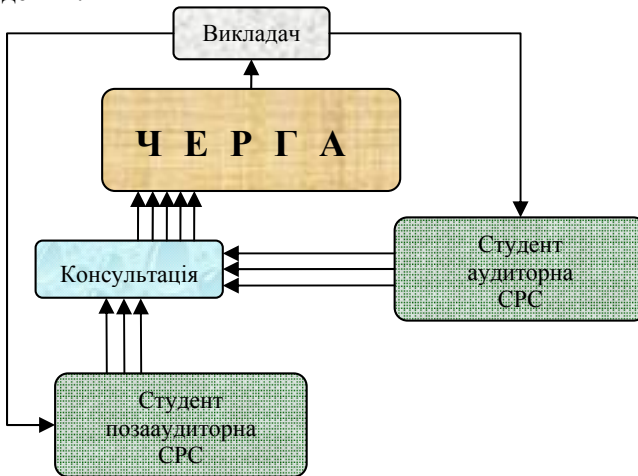 Викладач
Ч Е Р Г А
Студент
аудиторна
СРС
Консультація
Студент
позааудиторна
СРС